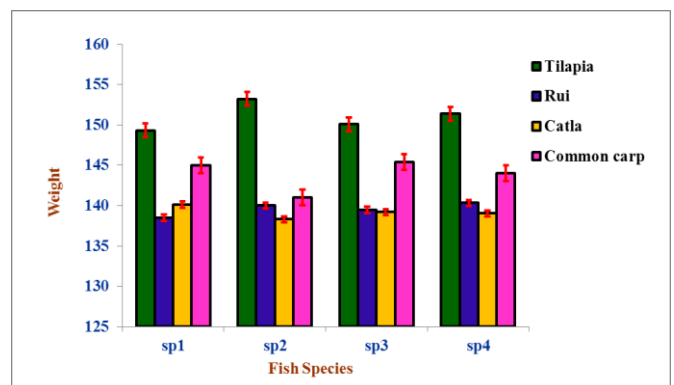 160
155
150
145
140
135
130
125
Weight
sp1 sp2 sp3 sp4
Fish Species
Tilapia
Rui
Catla
Common carp